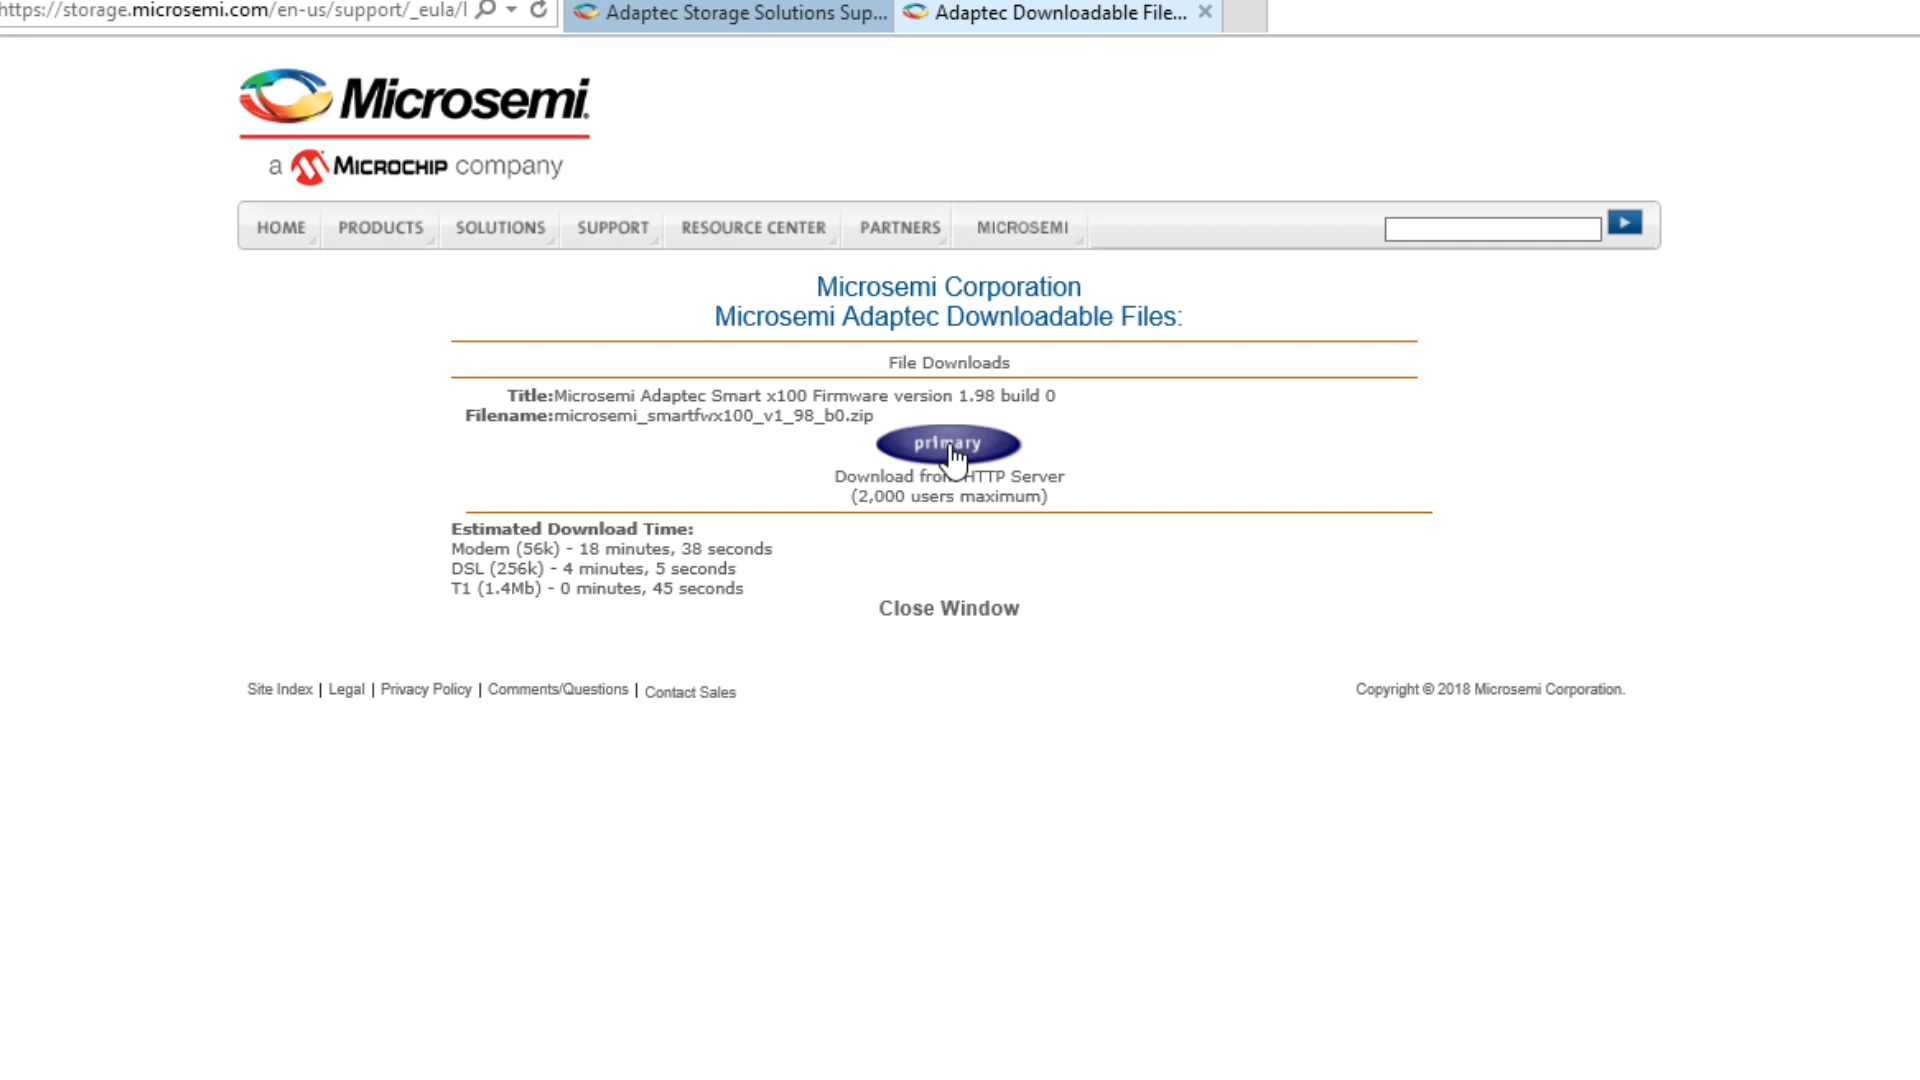 https://storage.microsemi.com/en-us/support/_eula/l
Adaptec Storage Solutions Sup...
Adaptec Downloadable File...
Microsemi.
a MICROCHIP company
HOME
PRODUCTS
SOLUTIONS
SUPPORT
RESOURCE CENTER
PARTNERS
MICROSEMI
Microsemi Corporation
Microsemi Adaptec Downloadable Files:
File Downloads
Title:Microsemi Adaptec Smart x100 Firmware version 1.98 build 0
Filename:microsemi_smartfwx100_v1_98_b0.zip
primary
Download from HTTP Server
(2,000 users maximum)
Estimated Download Time:
Modem (56k) - 18 minutes, 38 seconds
DSL (256k) - 4 minutes, 5 seconds
T1 (1.4Mb) - 0 minutes, 45 seconds
Close Window
Site Index | Legal | Privacy Policy | Comments/Questions | Contact Sales
Copyright © 2018 Microsemi Corporation.